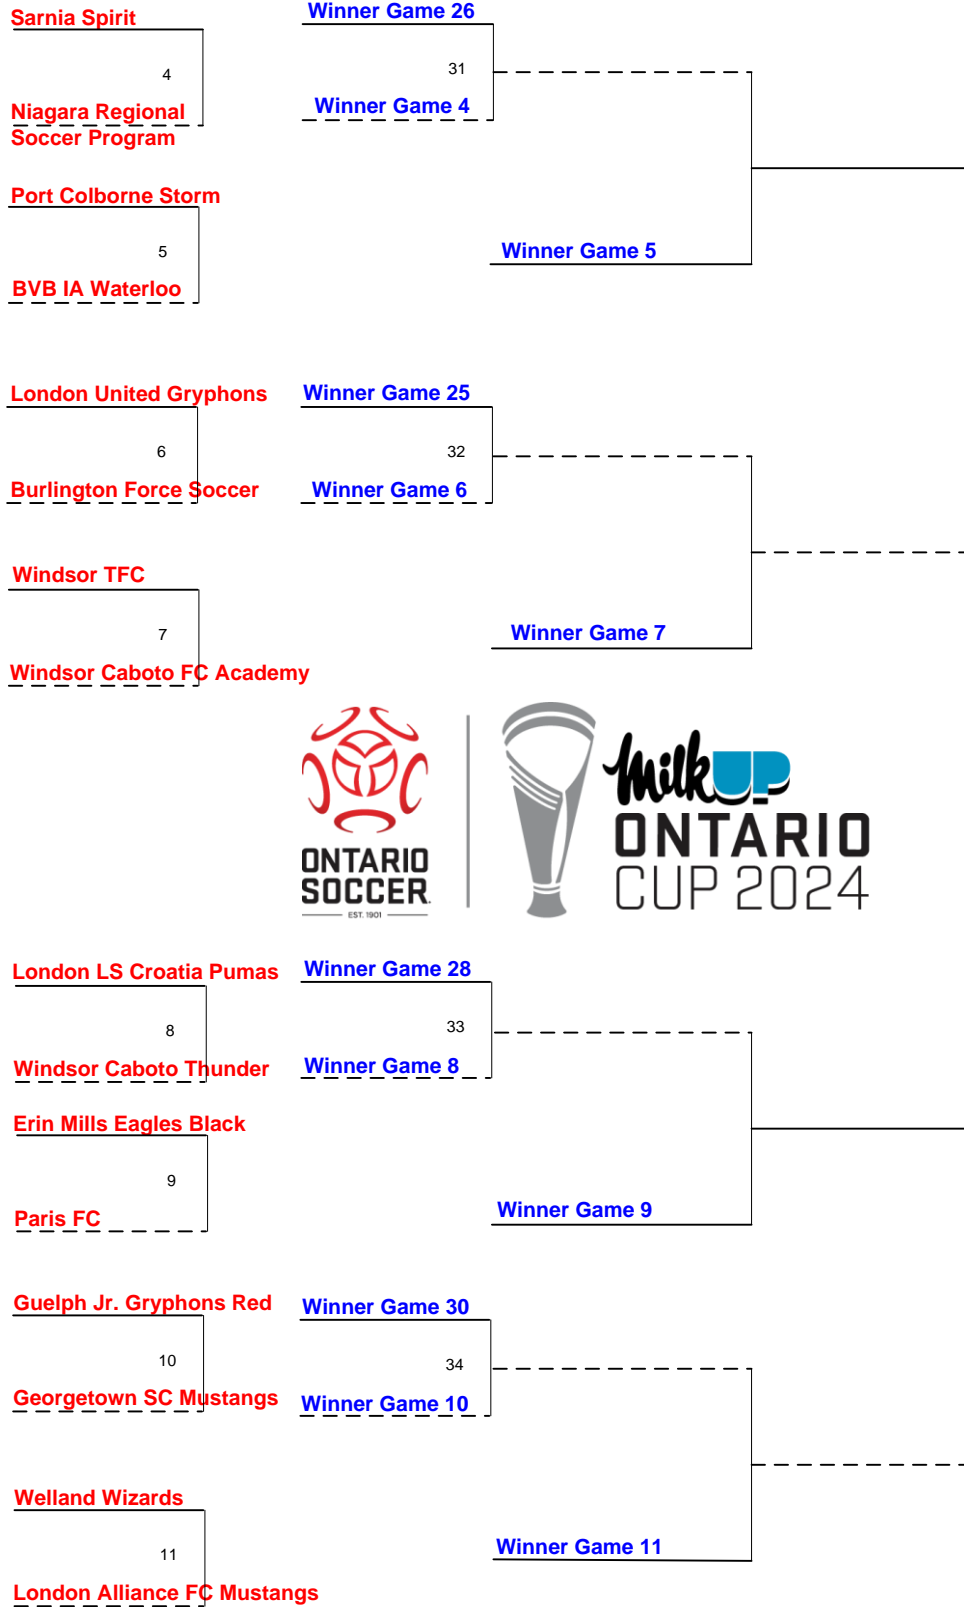 Sarnia Spirit
Winner Game 26
4
31
Niagara Regional
Soccer Program
Winner Game 4
Port Colborne Storm
5
Winner Game 5
BVB IA Waterloo
London United Gryphons
Winner Game 25
6
32
Burlington Force Soccer
Winner Game 6
Windsor TFC
7
Winner Game 7
Windsor Caboto FC Academy
ONTARIO
SOCCER
EST. 1901
MilkUP
ONTARIO
CUP 2024
London LS Croatia Pumas
Winner Game 28
8
33
Windsor Caboto Thunder
Winner Game 8
Erin Mills Eagles Black
9
Paris FC
Winner Game 9
Guelph Jr. Gryphons Red
Winner Game 30
10
34
Georgetown SC Mustangs
Winner Game 10
Welland Wizards
11
Winner Game 11
London Alliance FC Mustangs